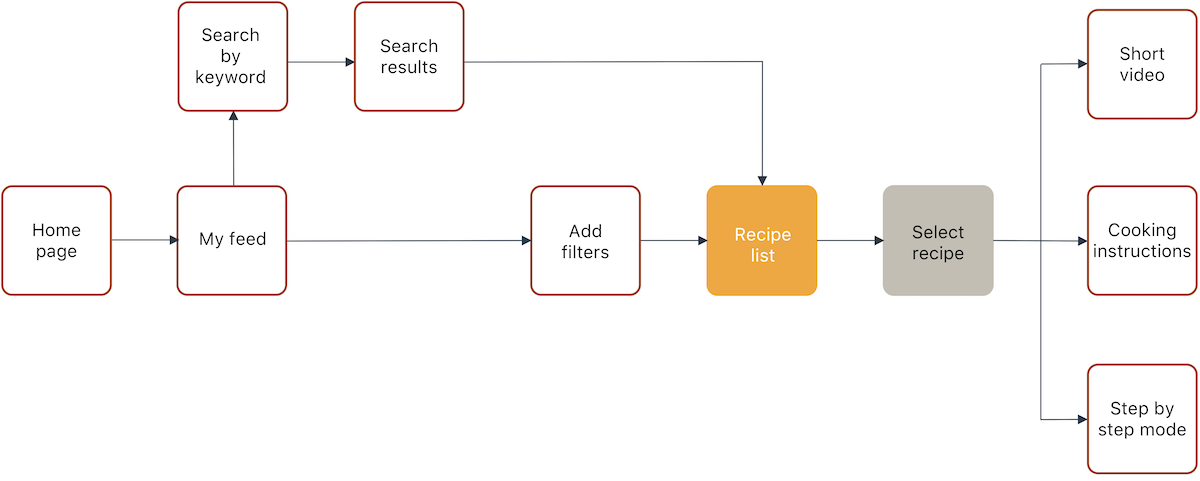 Search
by
keyword
Search
results
Short
video
Home
page
My feed
Add
filters
Recipe
list
Select
recipe
Cooking
instructions
Step by
step mode